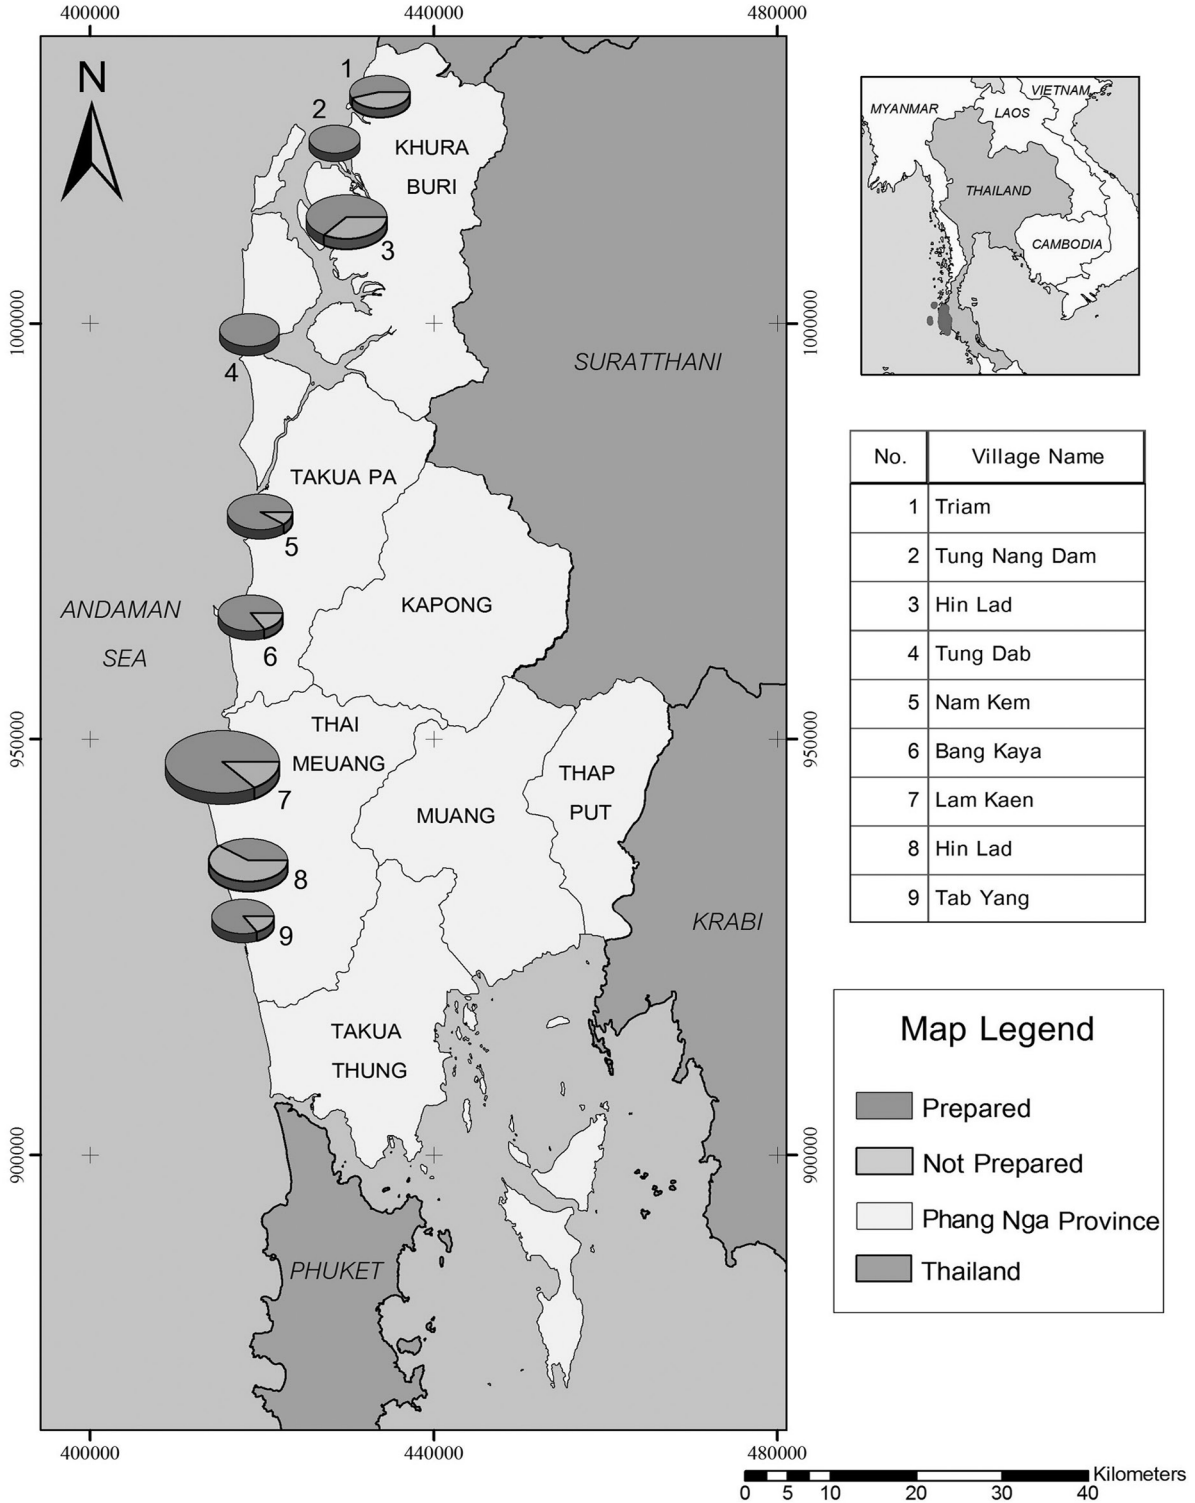 400000
440000
480000
N
1
2
KHURA
BURI
3
1000000
1000000
4
SURATTHANI
TAKUA PA
5
ANDAMAN
SEA
KAPONG
6
950000
950000
THAI
MEUANG
7
MUANG
THAP
PUT
8
9
KRABI
TAKUA
THUNG
900000
900000
PHUKET
400000
440000
480000
MYANMAR
VIETNAM
LAOS
THAILAND
CAMBODIA
No. Village Name
1 Triam
2 Tung Nang Dam
3 Hin Lad
4 Tung Dab
5 Nam Kem
6 Bang Kaya
7 Lam Kaen
8 Hin Lad
9 Tab Yang
Map Legend
Prepared
Not Prepared
Phang Nga Province
Thailand
Kilometers
0 5 10 20 30 40